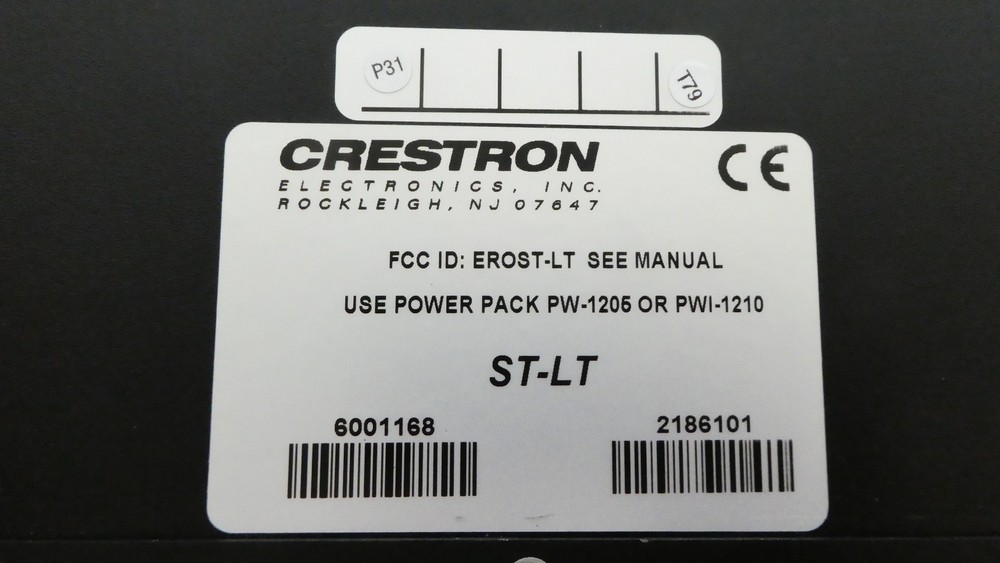 P31
T79
CRESTRON
ELECTRONICS, INC.
ROCKLEIGH, NJ 07647
CE
FCC ID: EROST-LT SEE MANUAL
USE POWER PACK PW-1205 OR PWI-1210
ST-LT
6001168
2186101